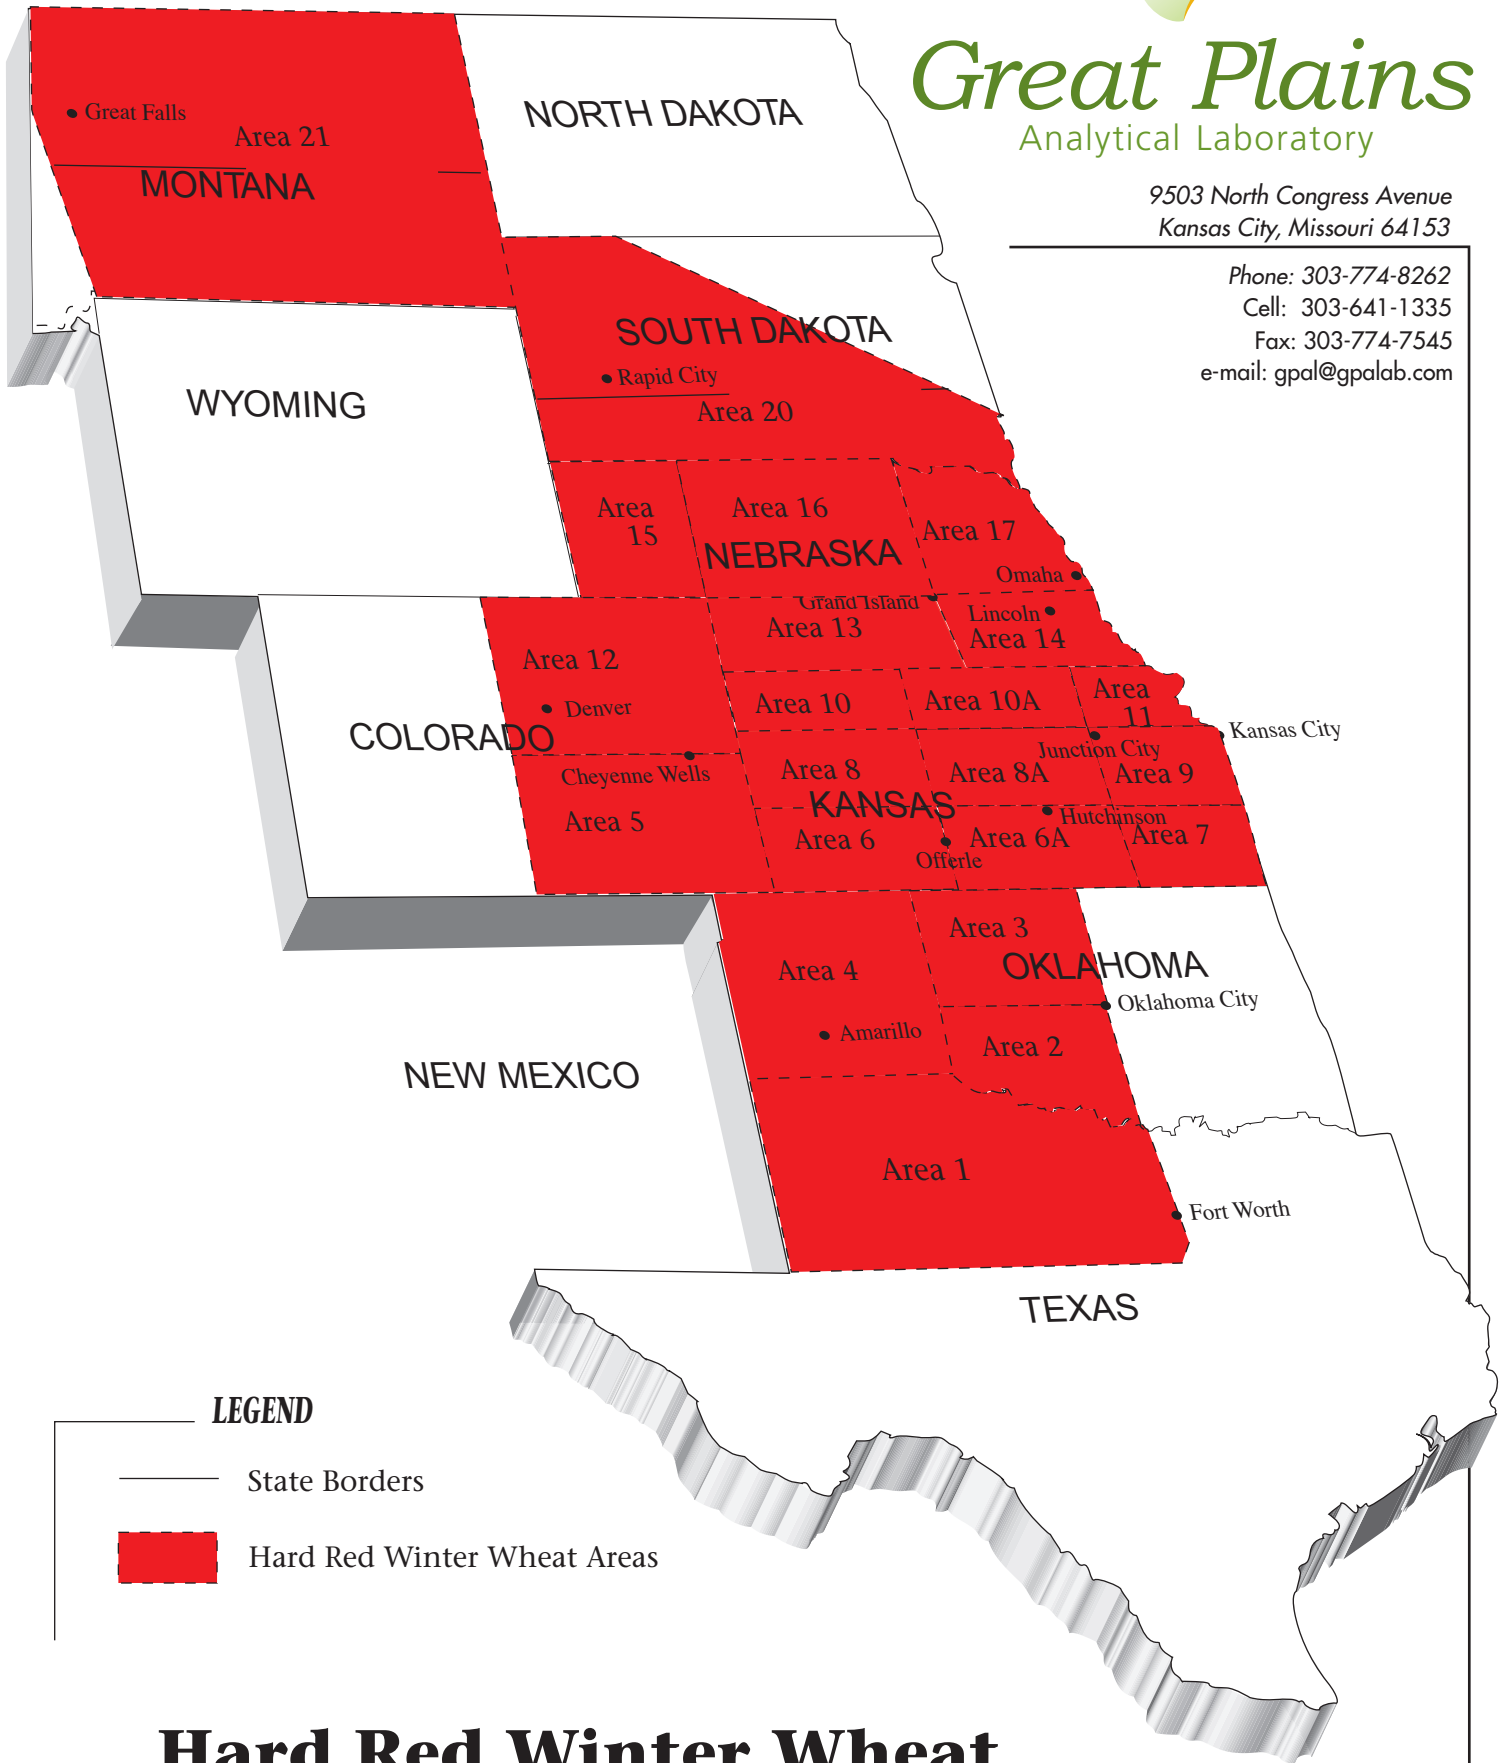 Great Plains
Analytical Laboratory
9503 North Congress Avenue
Kansas City, Missouri 64153
Phone: 303-774-8262
Cell: 303-641-1335
Fax: 303-774-7545
e-mail: gpal@gpalab.com
Great Falls
Area 21
MONTANA
NORTH DAKOTA
SOUTH DAKOTA
Rapid City
Area 20
WYOMING
Area
15
Area 16
NEBRASKA
Area 17
Omaha
Grand Island
Area 13
Lincoln
Area 14
Area 12
Denver
COLORADO
Cheyenne Wells
Area 5
Area 10
Area 10A
Area
11
Kansas City
Junction City
Area 8
Area 8A
Area 9
KANSAS
Hutchinson
Area 6
Area 6A
Area 7
Offerle
Area 3
OKLAHOMA
Area 4
Oklahoma City
Amarillo
Area 2
NEW MEXICO
Area 1
Fort Worth
TEXAS
LEGEND
State Borders
Hard Red Winter Wheat Areas
Hard Red Winter Wheat